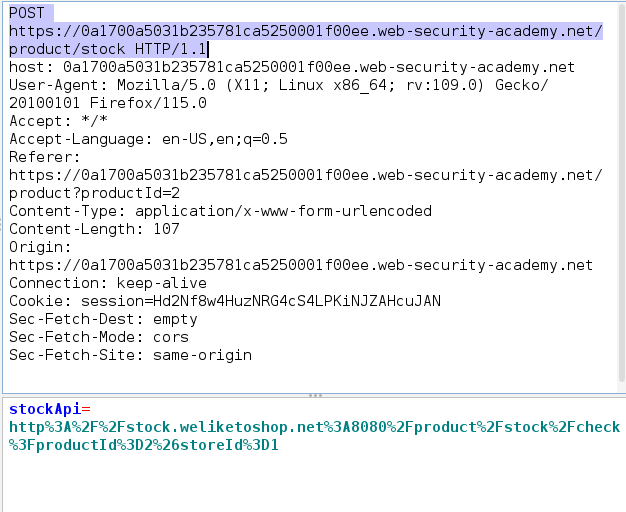 POST
https://0a1700a5031b235781ca5250001f00ee.web-security-academy.net/
product/stock HTTP/1.1
host: 0a1700a5031b235781ca5250001f00ee.web-security-academy.net
User-Agent: Mozilla/5.0 (X11; Linux x86_64; rv:109.0) Gecko/
20100101 Firefox/115.0
Accept: */*
Accept-Language: en-US,en;q=0.5
Referer:
https://0a1700a5031b235781ca5250001f00ee.web-security-academy.net/
product?productId=2
Content-Type: application/x-www-form-urlencoded
Content-Length: 107
Origin:
https://0a1700a5031b235781ca5250001f00ee.web-security-academy.net
Connection: keep-alive
Cookie: session=Hd2Nf8w4HuzNRG4cS4LPKiNJZAHcuJAN
Sec-Fetch-Dest: empty
Sec-Fetch-Mode: cors
Sec-Fetch-Site: same-origin
stockApi=
http%3A%2F%2Fstock.weliketoshop.net%3A8080%2Fproduct%2Fstock%2Fcheck
%3FproductId%3D2%26storeId%3D1